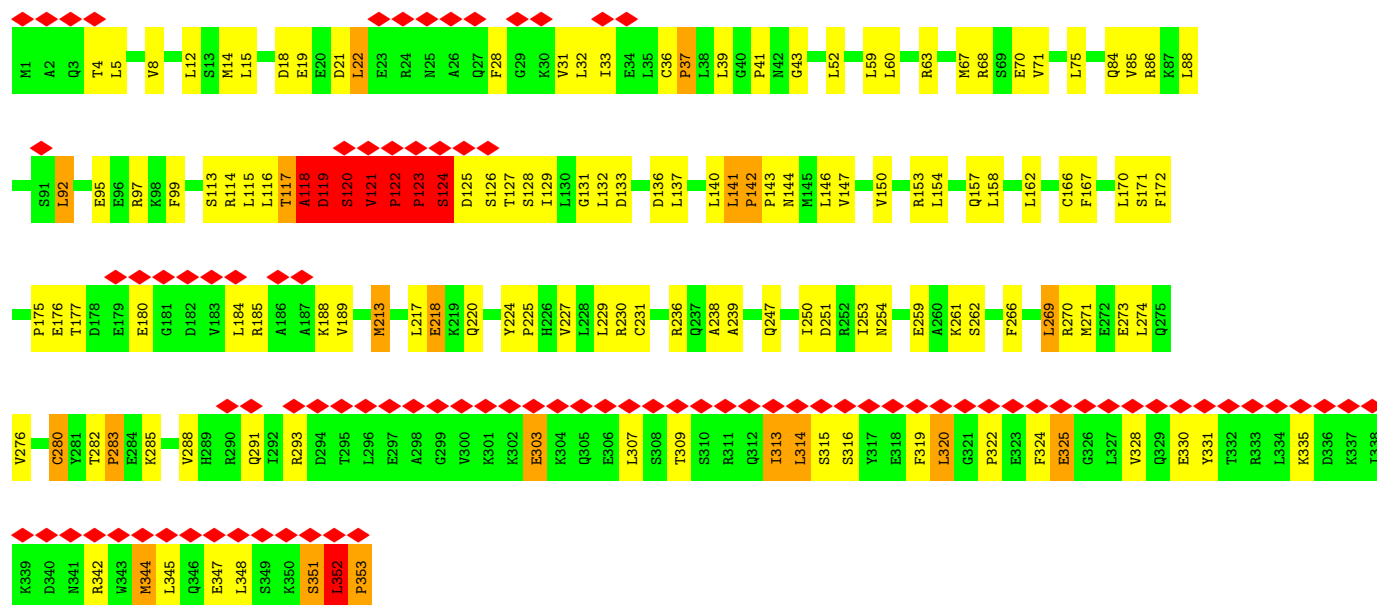 M1 A2 Q3 T4 L5 V8 L12 S13 M14 L15 D18 E19 E20 D21 L22 E23 R24 N25 A26 Q27 F28 G29 K30 V31 L32 I33 E34 L35 C36 P37 L38 L39 G40 P41 N42 G43 L52 L59 L60 R63 M67 R68 S69 E70 V71 L75 Q84 V85 R86 K87 L88
S91 L92 E95 E96 R97 K98 F99 S113 R114 L115 L116 T117 A118 D119 S120 V121 P122 P123 S124 D125 S126 T127 S128 I129 L130 G131 L132 D133 D136 L137 L140 L141 P142 P143 N144 M145 L146 V147 V150 R153 L154 Q157 L158 L162 C166 F167 L170 S171 F172
P175 E176 T177 D178 E179 E180 G181 D182 V183 L184 R185 A186 A187 K188 V189 M213 L217 E218 K219 Q220 Y224 P225 H226 V227 L228 L229 R230 C231 R236 Q237 A238 A239 Q247 I250 D251 R252 I253 N254 E259 A260 K261 S262 F266 L269 R270 M271 E272 E273 L274 Q275
V276 C280 Y281 T282 P283 E284 K285 V288 H289 R290 Q291 I292 R293 D294 T295 L296 E297 A298 G299 V300 K301 K302 E303 K304 Q305 E306 L307 S308 T309 S310 R311 Q312 I313 L314 S315 S316 Y317 E318 F319 L320 G321 P322 E323 F324 E325 G326 L327 V328 Q329 E330 Y331 T332 R333 L334 K335 D336 K337 I338
K339 D340 N341 R342 W343 M344 L345 Q346 E347 L348 S349 K350 S351 L352 P353